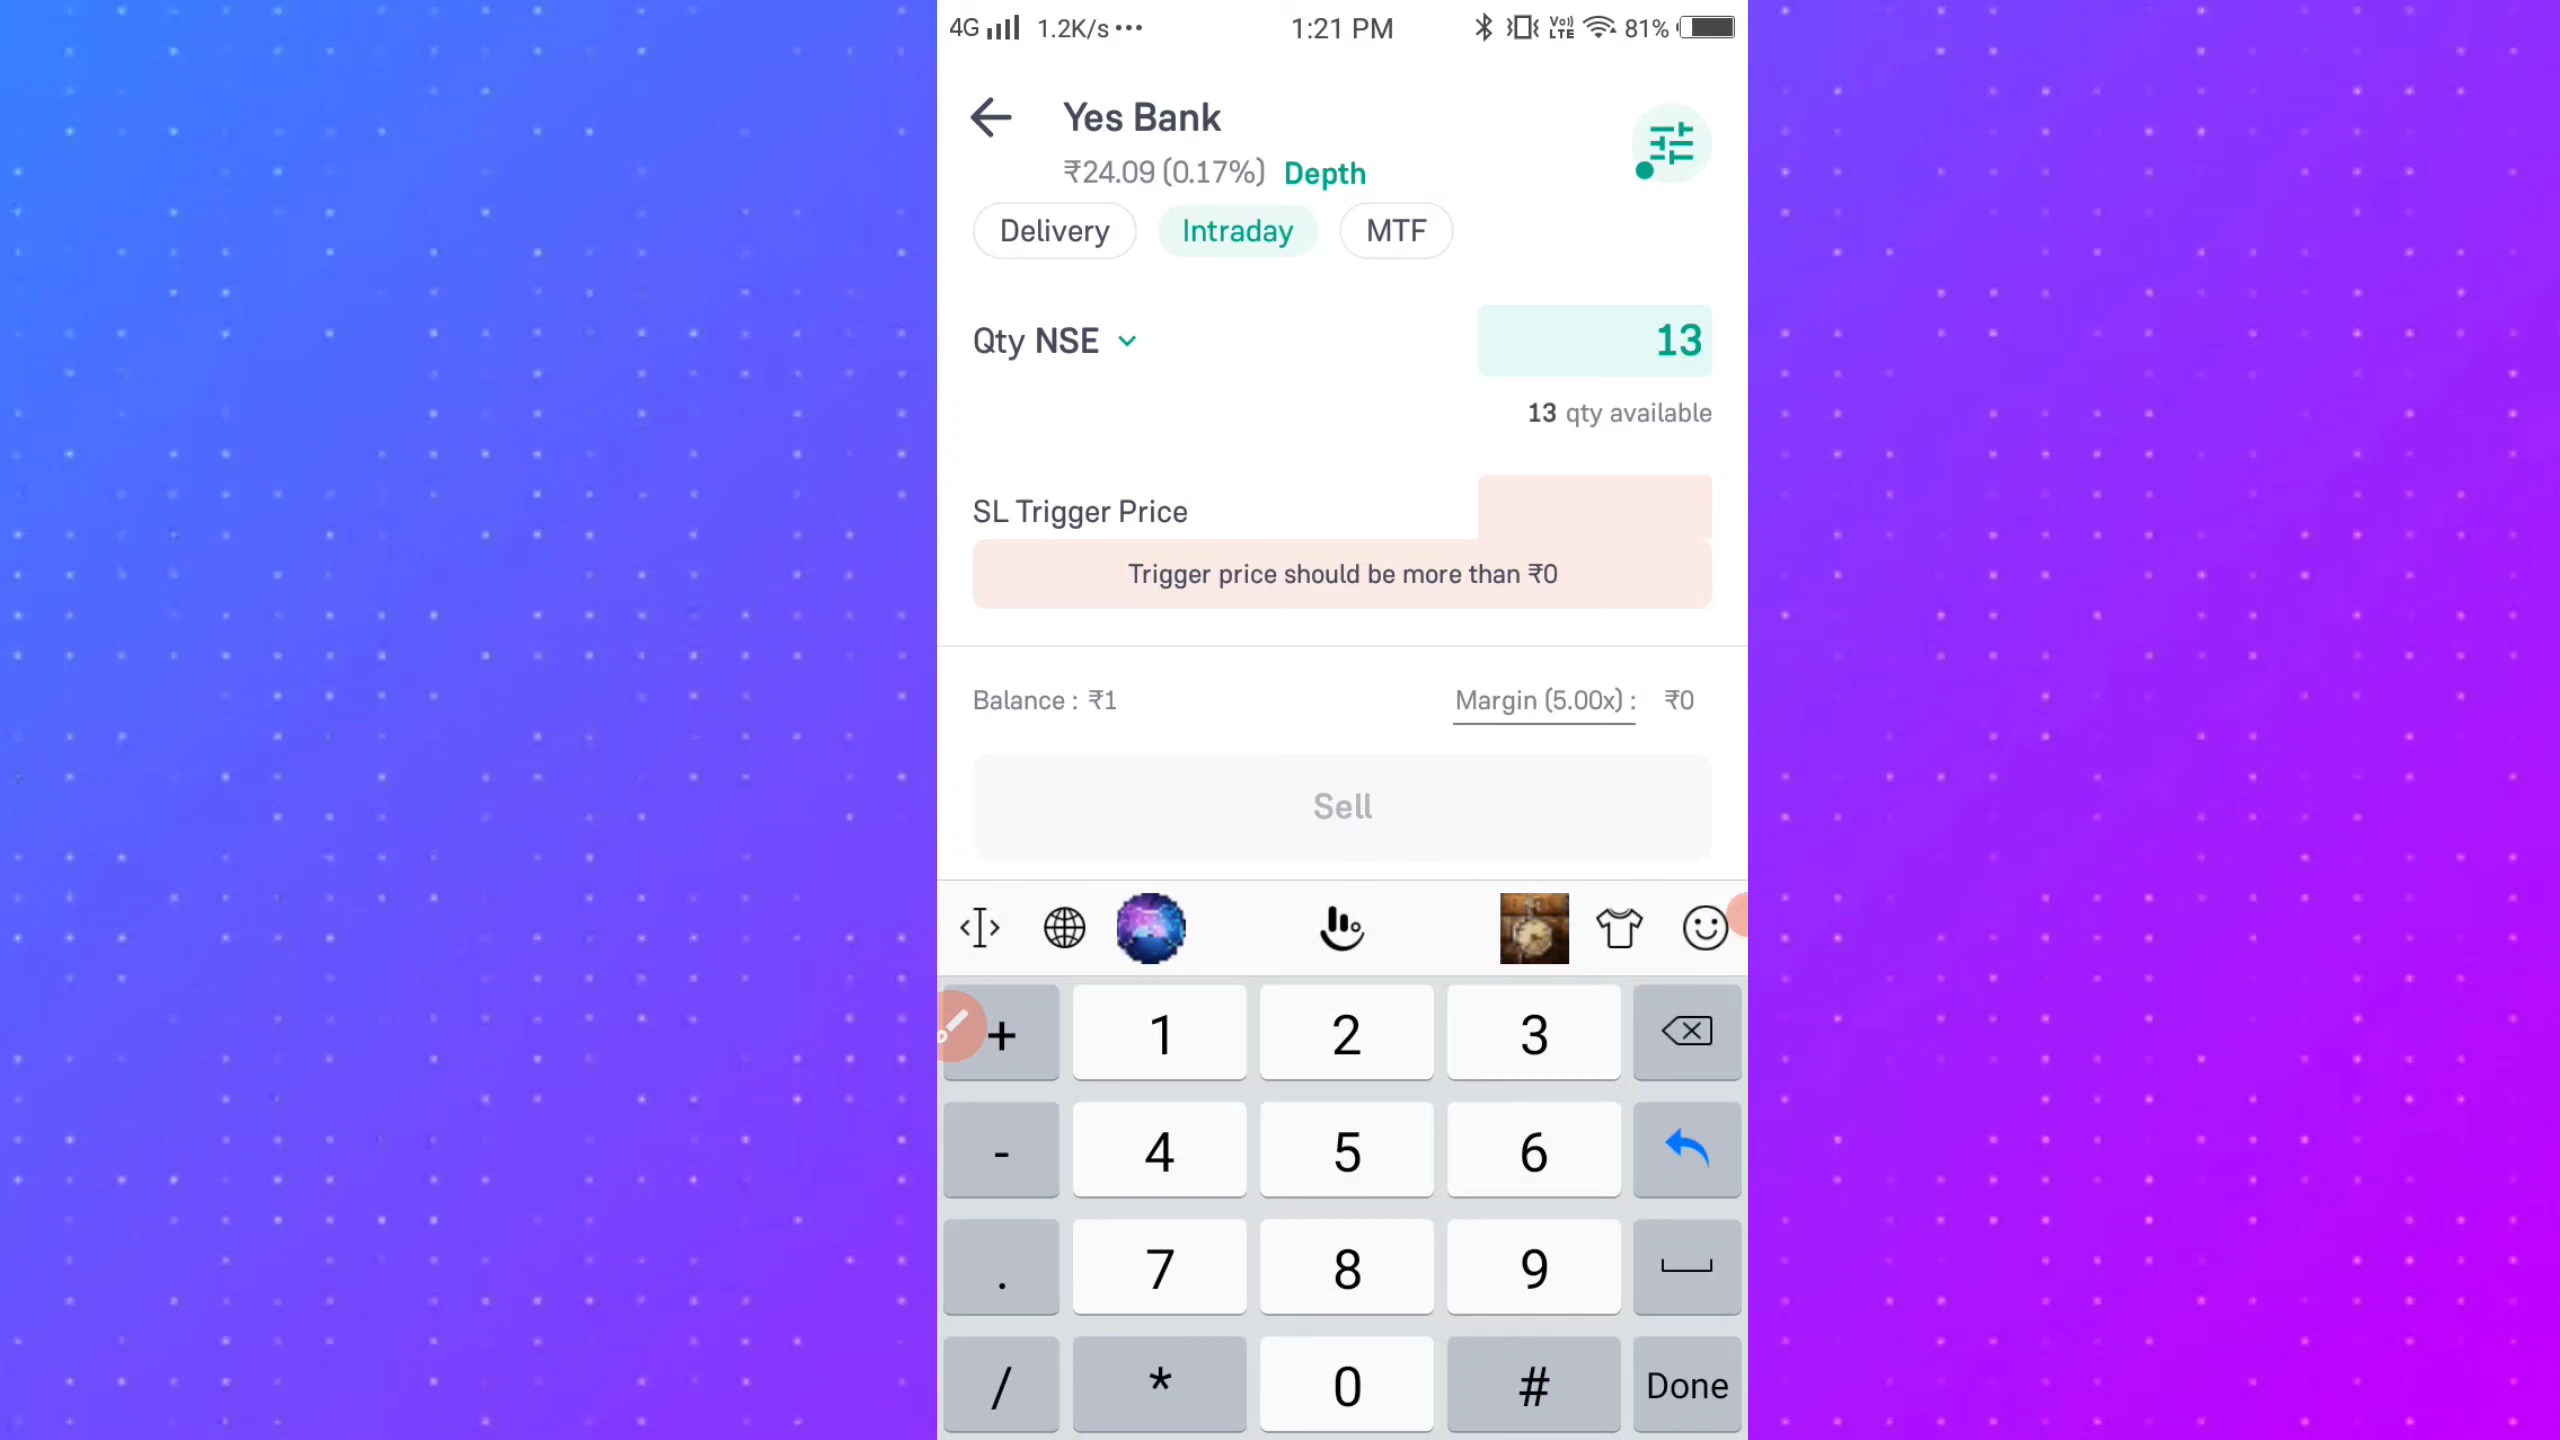 4G 1.2K/s ••• 1:21 PM Vo) LTE 81%
Yes Bank
₹24.09 (0.17%) Depth
Delivery Intraday MTF
Qty NSE 13
13 qty available
SL Trigger Price
Trigger price should be more than ₹0
Balance : ₹1 Margin (5.00x) : ₹0
Sell
+ 1 2 3
- 4 5 6
. 7 8 9
/ * 0 # Done